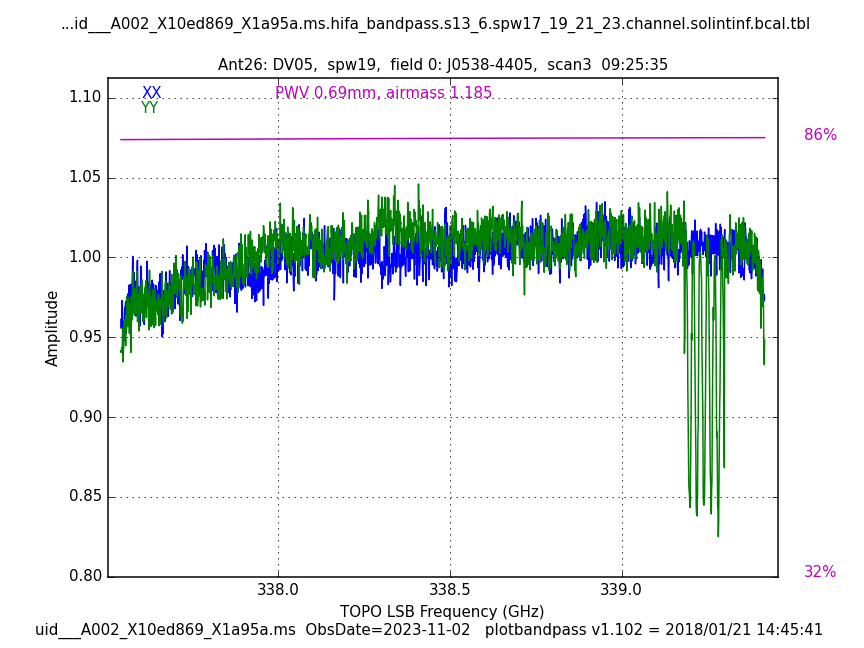 ...id___A002_X10ed869_X1a95a.ms.hifa_bandpass.s13_6.spw17_19_21_23.channel.solintinf.bcal.tbl
Ant26: DV05, spw19, field 0: J0538-4405, scan3 09:25:35
XX
PWV 0.69mm, airmass 1.185
YY
1.10
86%
1.05
1.00
0.95
0.90
0.85
0.80
32%
Amplitude
338.0 338.5 339.0
TOPO LSB Frequency (GHz)
uid___A002_X10ed869_X1a95a.ms ObsDate=2023-11-02 plotbandpass v1.102 = 2018/01/21 14:45:41